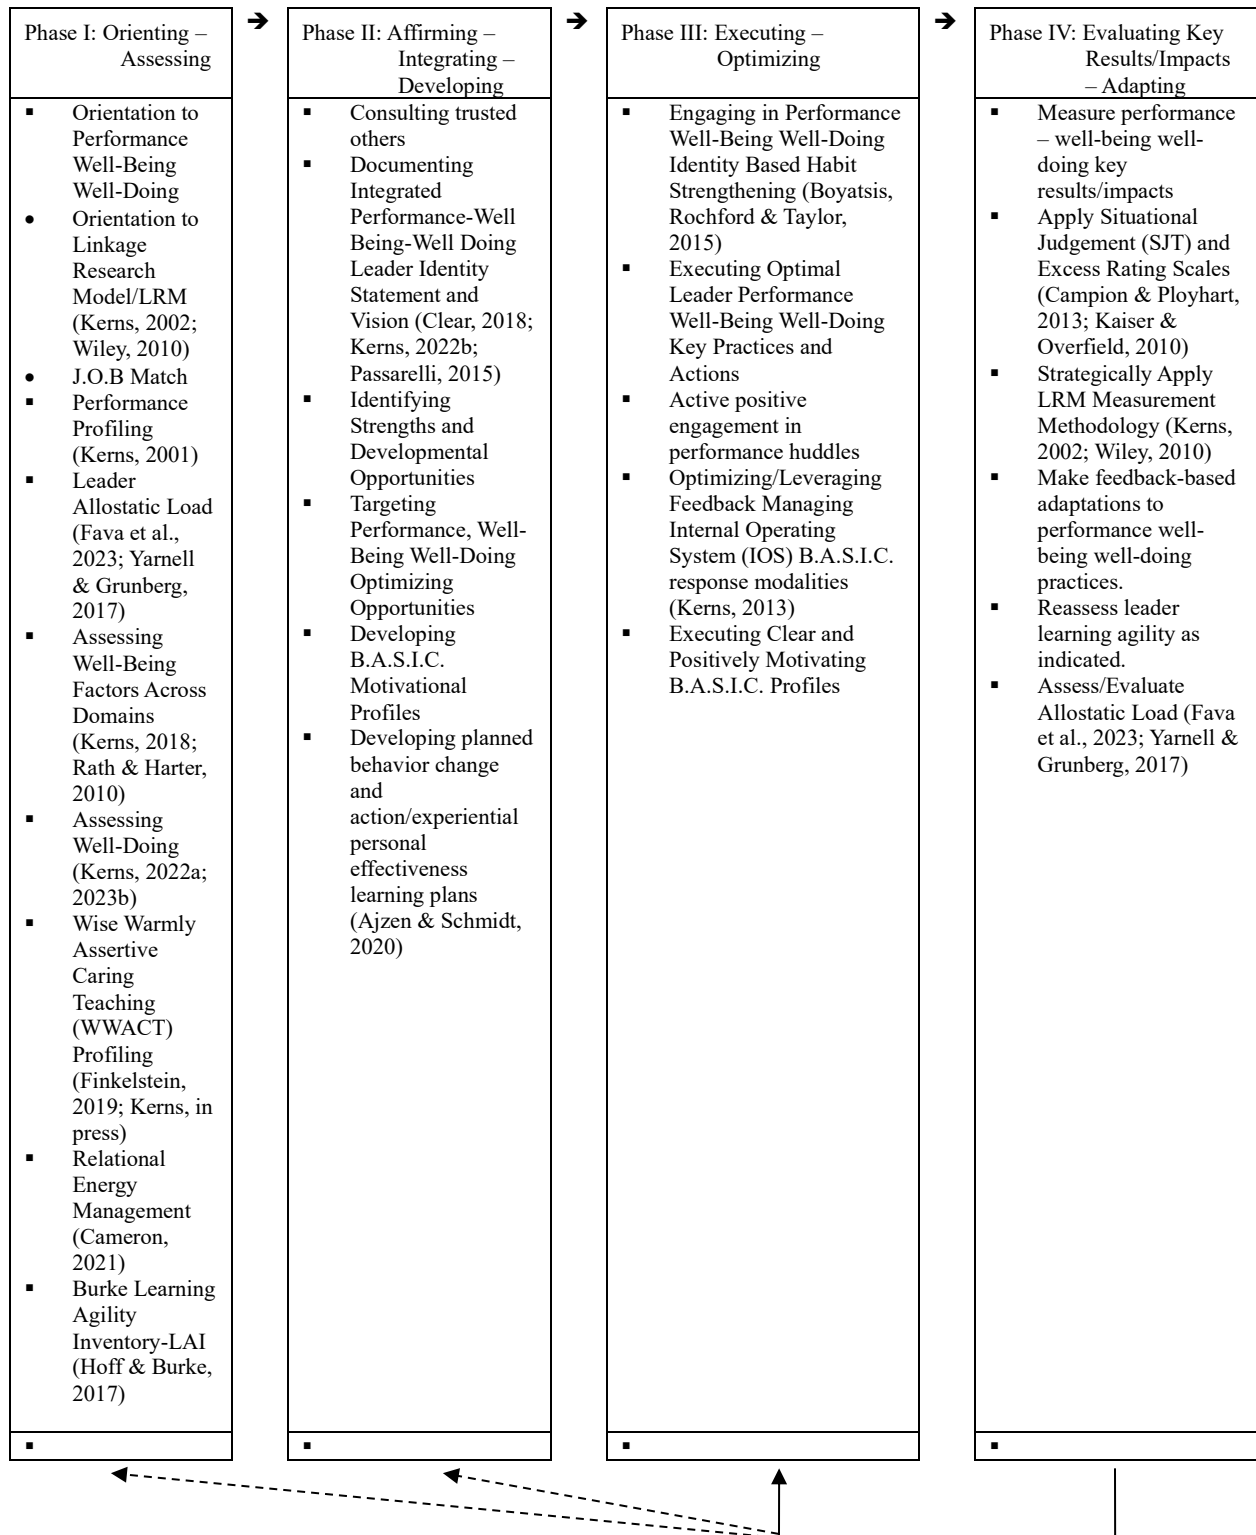 Phase I: Orienting –
Assessing
➔
Phase II: Affirming –
Integrating –
Developing
➔
Phase III: Executing –
Optimizing
➔
Phase IV: Evaluating Key
Results/Impacts
– Adapting
▪ Orientation to
Performance
Well-Being
Well-Doing
● Orientation to
Linkage
Research
Model/LRM
(Kerns, 2002;
Wiley, 2010)
● J.O.B Match
▪ Performance
Profiling
(Kerns, 2001)
▪ Leader
Allostatic Load
(Fava et al.,
2023; Yarnell
& Grunberg,
2017)
▪ Assessing
Well-Being
Factors Across
Domains
(Kerns, 2018;
Rath & Harter,
2010)
▪ Assessing
Well-Doing
(Kerns, 2022a;
2023b)
▪ Wise Warmly
Assertive
Caring
Teaching
(WWACT)
Profiling
(Finkelstein,
2019; Kerns, in
press)
▪ Relational
Energy
Management
(Cameron,
2021)
▪ Burke Learning
Agility
Inventory-LAI
(Hoff & Burke,
2017)
▪
▪ Consulting trusted
others
▪ Documenting
Integrated
Performance-Well
Being-Well Doing
Leader Identity
Statement and
Vision (Clear, 2018;
Kerns, 2022b;
Passarelli, 2015)
▪ Identifying
Strengths and
Developmental
Opportunities
▪ Targeting
Performance, Well-
Being Well-Doing
Optimizing
Opportunities
▪ Developing
B.A.S.I.C.
Motivational
Profiles
▪ Developing planned
behavior change
and
action/experiential
personal
effectiveness
learning plans
(Ajzen & Schmidt,
2020)
▪
▪ Engaging in Performance
Well-Being Well-Doing
Identity Based Habit
Strengthening (Boyatsis,
Rochford & Taylor,
2015)
▪ Executing Optimal
Leader Performance
Well-Being Well-Doing
Key Practices and
Actions
▪ Active positive
engagement in
performance huddles
▪ Optimizing/Leveraging
Feedback Managing
Internal Operating
System (IOS) B.A.S.I.C.
response modalities
(Kerns, 2013)
▪ Executing Clear and
Positively Motivating
B.A.S.I.C. Profiles
▪
▪ Measure performance
– well-being well-
doing key
results/impacts
▪ Apply Situational
Judgement (SJT) and
Excess Rating Scales
(Campion & Ployhart,
2013; Kaiser &
Overfield, 2010)
▪ Strategically Apply
LRM Measurement
Methodology (Kerns,
2002; Wiley, 2010)
▪ Make feedback-based
adaptations to
performance well-
being well-doing
practices.
▪ Reassess leader
learning agility as
indicated.
▪ Assess/Evaluate
Allostatic Load (Fava
et al., 2023; Yarnell &
Grunberg, 2017)
▪